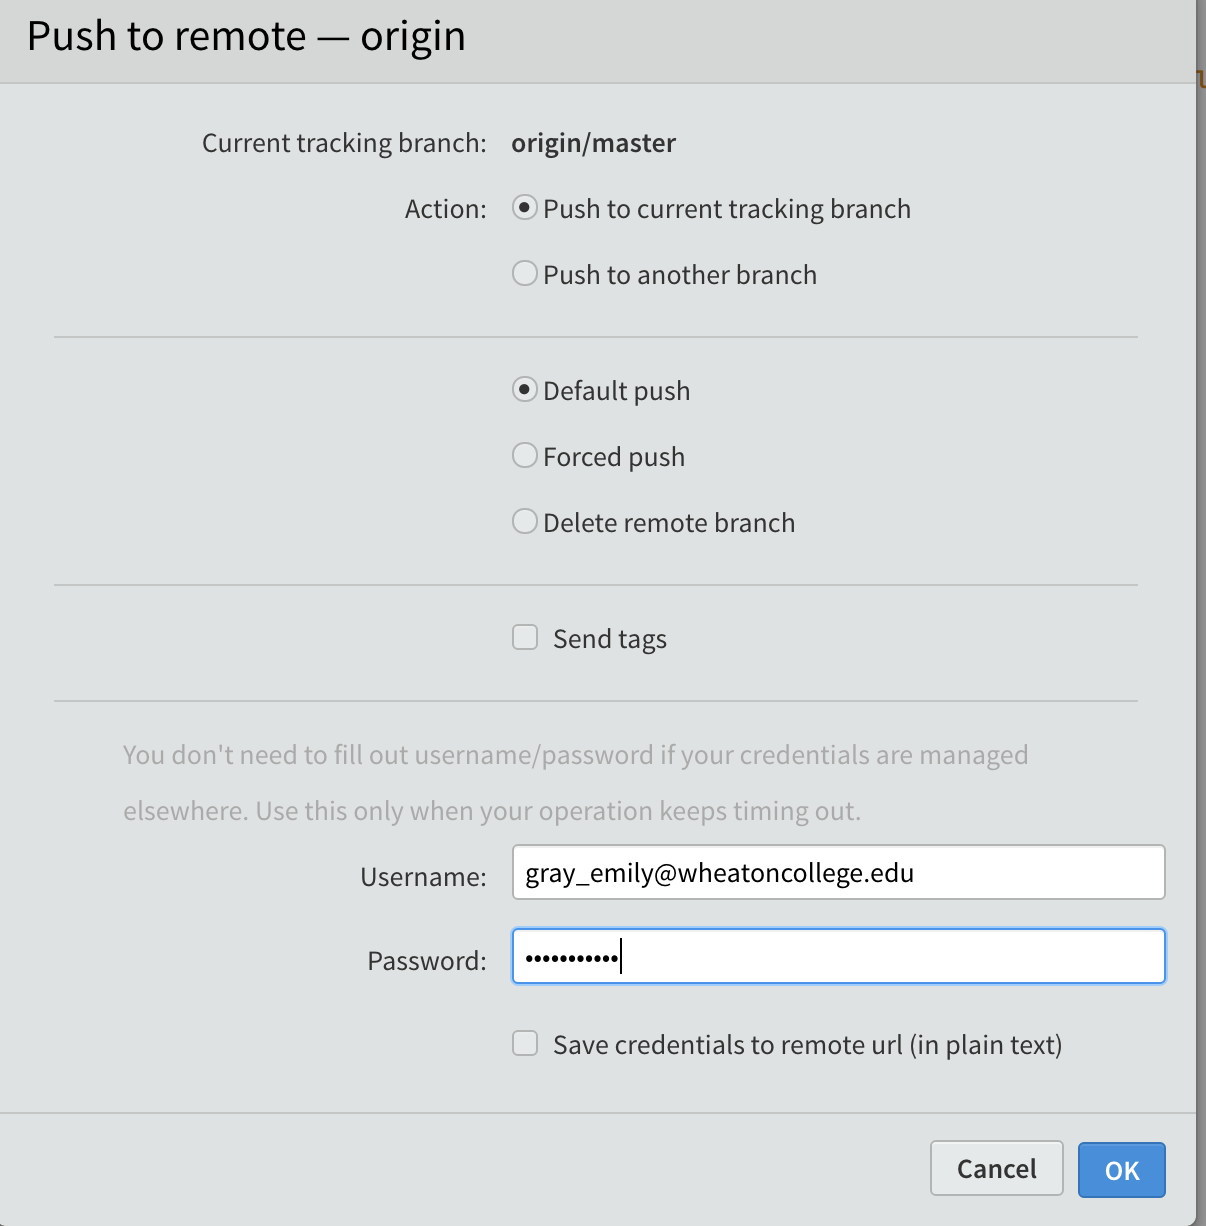 Push to remote — origin
Current tracking branch: origin/master
Action: Push to current tracking branch
Push to another branch
Default push
Forced push
Delete remote branch
Send tags
You don't need to fill out username/password if your credentials are managed
elsewhere. Use this only when your operation keeps timing out.
Username: gray_emily@wheatoncollege.edu
Password: •••••••••••
Save credentials to remote url (in plain text)
Cancel OK